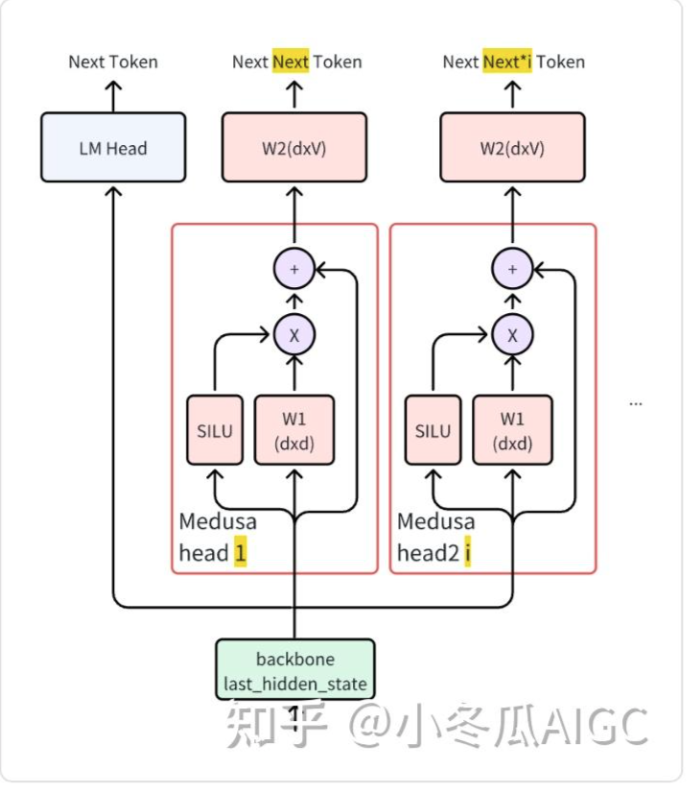 Next Token
Next Next Token
Next Next*i Token
LM Head
W2(dxV)
W2(dxV)
+
+
X
X
SILU
W1
(dxd)
SILU
W1
(dxd)
...
Medusa
head 1
Medusa
head2 i
backbone
last_hidden_state
知乎 @小冬瓜AIGC